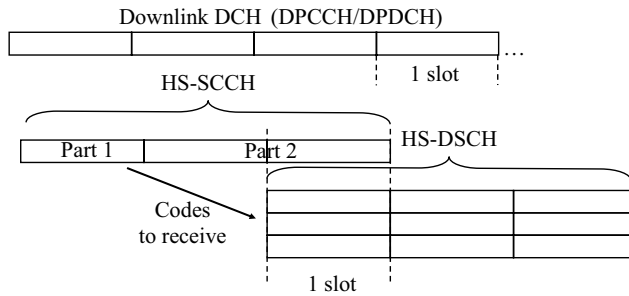 Downlink DCH (DPCCH/DPDCH)
...
1 slot
HS-SCCH
HS-DSCH
Part 1
Part 2
Codes
to receive
1 slot